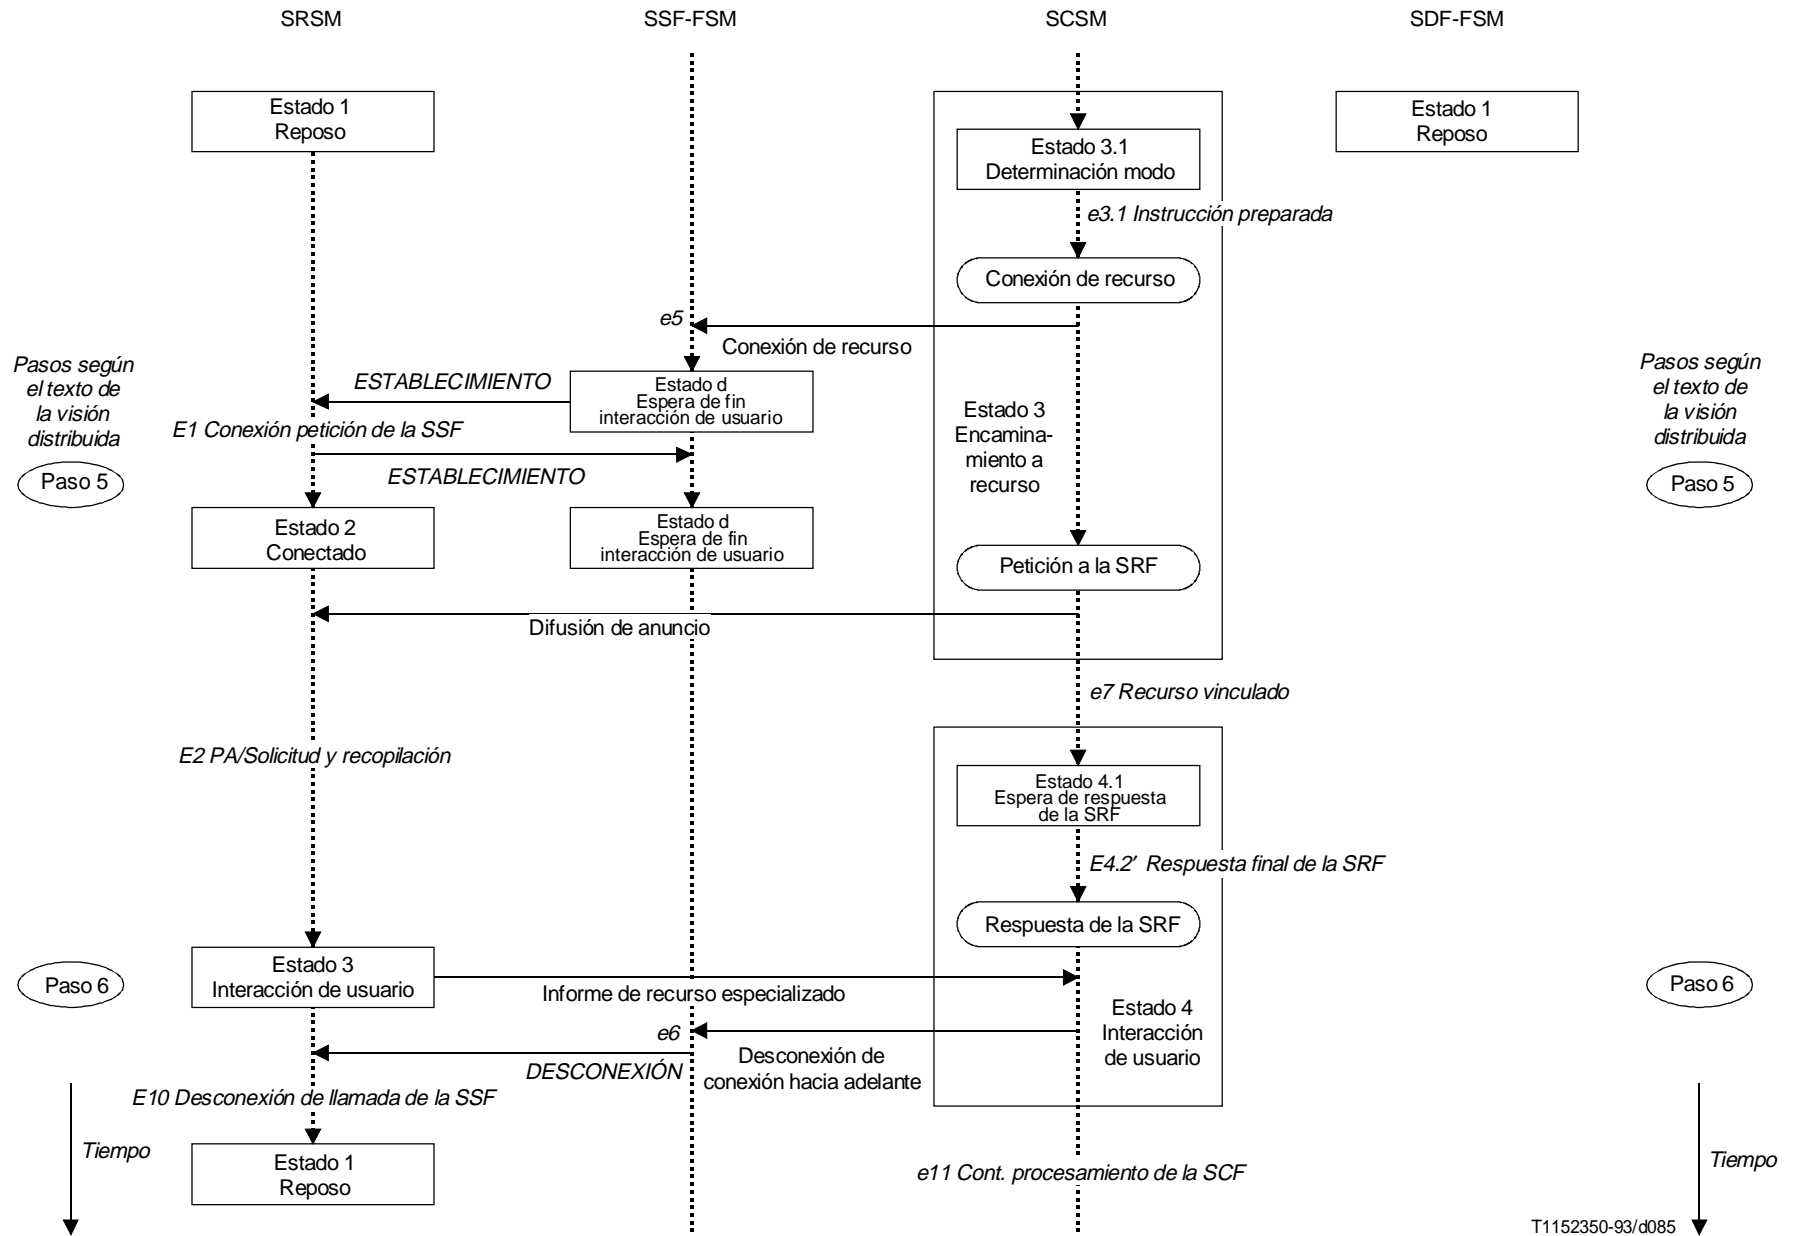 SRSM
SSF-FSM
SCSM
SDF-FSM
Estado 1
Reposo
Estado 1
Reposo
Estado 3.1
Determinación modo
e3.1 Instrucción preparada
Conexión de recurso
e5
Conexión de recurso
Pasos según
el texto de
la visión
distribuida
Pasos según
el texto de
la visión
distribuida
ESTABLECIMIENTO
Estado d
Espera de fin
interacción de usuario
E1 Conexión petición de la SSF
Estado 3
Encamina-
miento a
recurso
ESTABLECIMIENTO
Paso 5
Paso 5
Estado 2
Conectado
Estado d
Espera de fin
interacción de usuario
Petición a la SRF
Difusión de anuncio
e7 Recurso vinculado
E2 PA/Solicitud y recopilación
Estado 4.1
Espera de respuesta
de la SRF
E4.2′ Respuesta final de la SRF
Respuesta de la SRF
Paso 6
Estado 3
Interacción de usuario
Informe de recurso especializado
Paso 6
Estado 4
Interacción
de usuario
e6
DESCONEXIÓN
Desconexión de
conexión hacia adelante
E10 Desconexión de llamada de la SSF
Tiempo
Tiempo
Estado 1
Reposo
e11 Cont. procesamiento de la SCF
T1152350-93/d085